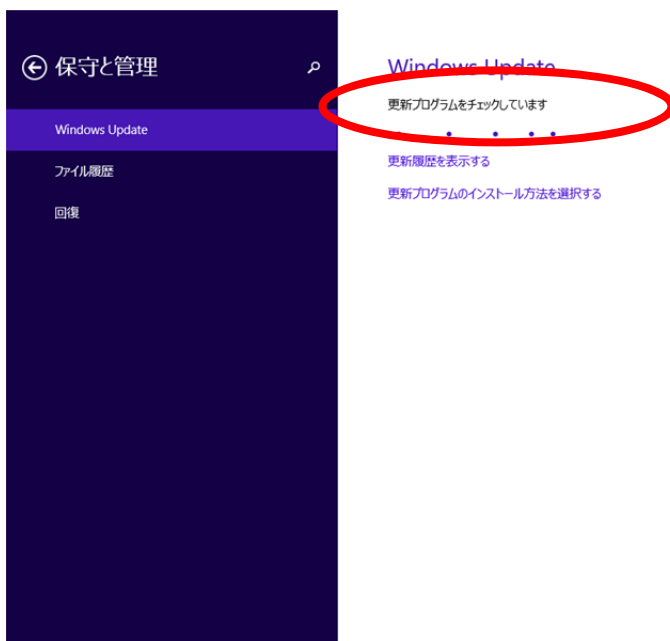 保守と管理
Windows Update
ファイル履歴
回復
Windows Update
更新プログラムをチェックしています
更新履歴を表示する
更新プログラムのインストール方法を選択する